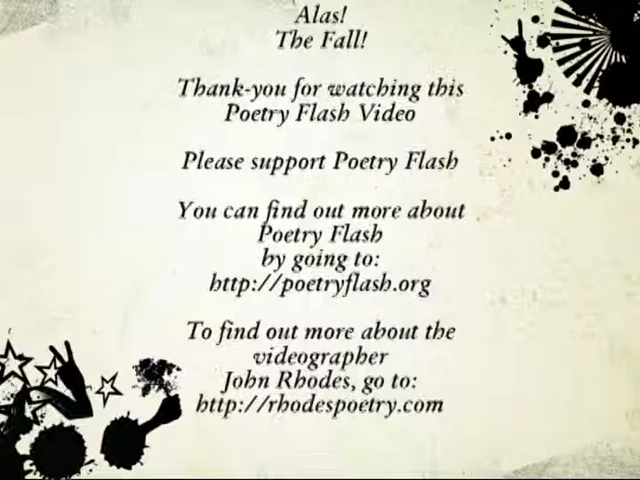 Alas!
The Fall!
Thank-you for watching this
Poetry Flash Video
Please support Poetry Flash
You can find out more about
Poetry Flash
by going to:
http://poetryflash.org
To find out more about the
videographer
John Rhodes, go to:
http://rhodespoetry.com